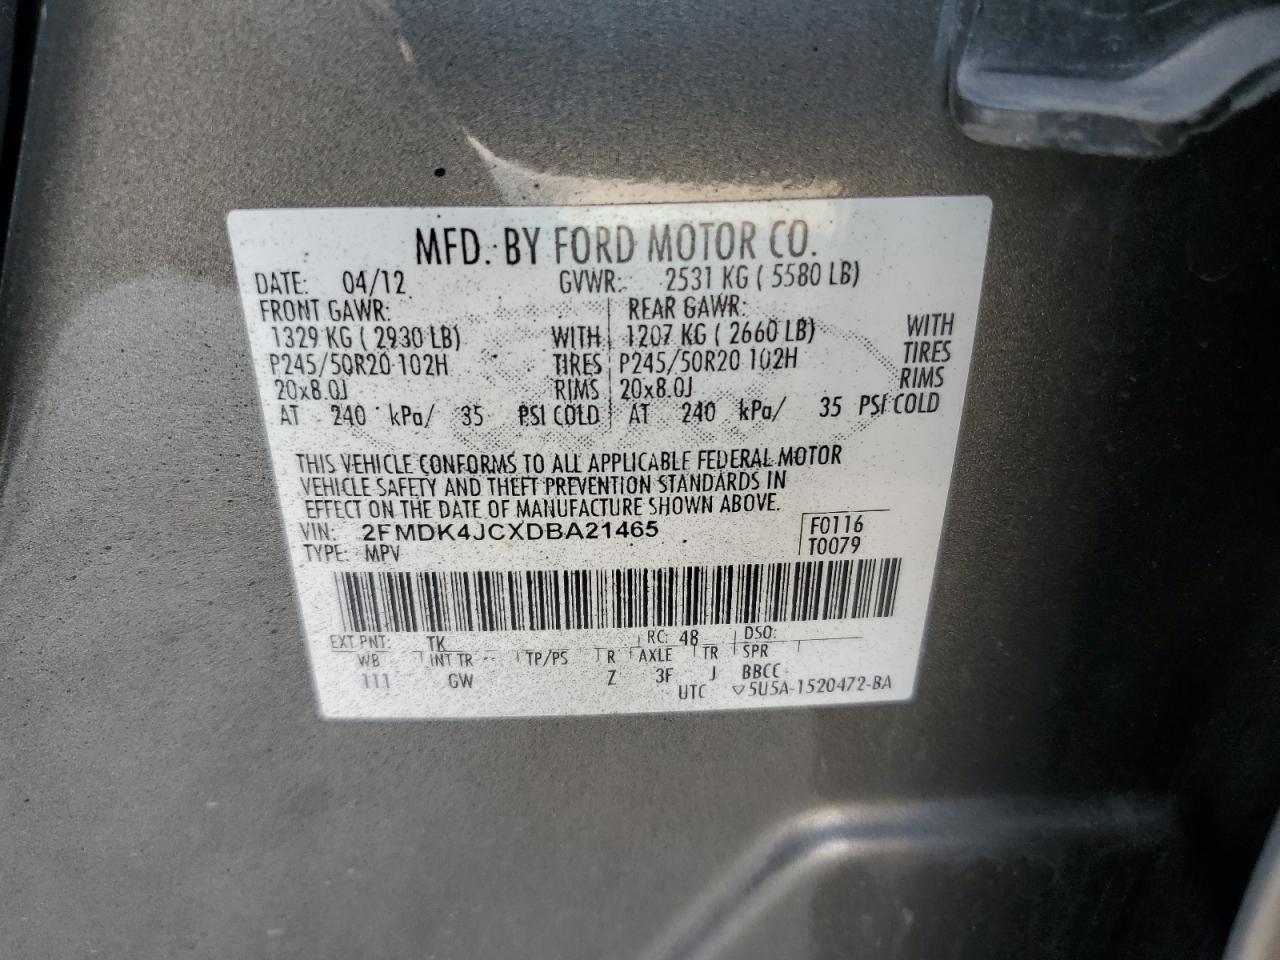 MFD. BY FORD MOTOR CO.
DATE: 04/12 GVWR: 2531 KG ( 5580 LB)
FRONT GAWR: REAR GAWR:
1329 KG ( 2930 LB) WITH 1207 KG ( 2660 LB) WITH
P245/50R20 102H TIRES P245/50R20 102H TIRES
20x8.0J RIMS 20x8.0J RIMS
AT 240 kPa/ 35 PSI COLD AT 240 kPa/ 35 PSI COLD
THIS VEHICLE CONFORMS TO ALL APPLICABLE FEDERAL MOTOR
VEHICLE SAFETY AND THEFT PREVENTION STANDARDS IN
EFFECT ON THE DATE OF MANUFACTURE SHOWN ABOVE.
VIN: 2FMDK4JCXDBA21465 F0116
TYPE: MPV T0079
EXT PNT: TK RC: 48 DSO:
WB INT TR TP/PS R AXLE TR SPR
111 GW Z 3F J BBCC
UTC ▽5U5A-1520472-BA